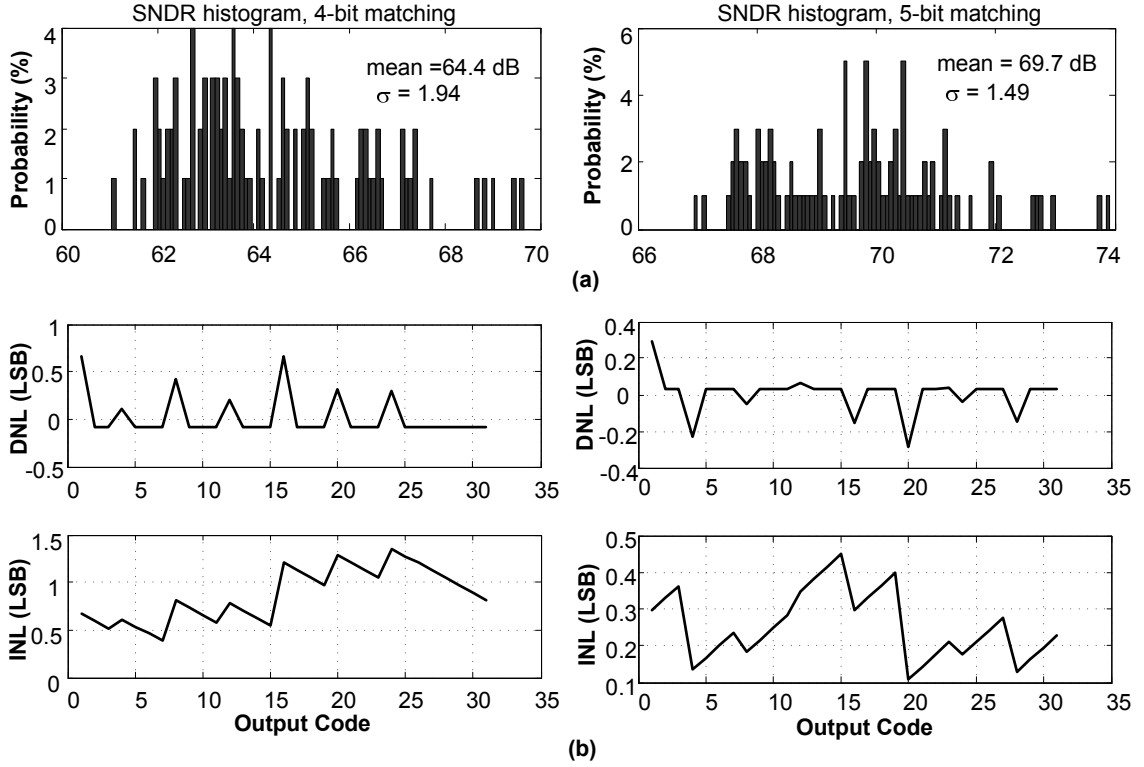 SNDR histogram, 4-bit matching
SNDR histogram, 5-bit matching
Probability (%)
4
3
2
1
0
mean =64.4 dB
σ = 1.94
60 62 64 66 68 70
Probability (%)
6
4
2
0
mean = 69.7 dB
σ = 1.49
66 68 70 72 74
(a)
DNL (LSB)
1
0.5
0
-0.5
0 5 10 15 20 25 30 35
DNL (LSB)
0.4
0.2
0
-0.2
-0.4
0 5 10 15 20 25 30 35
INL (LSB)
1.5
1
0.5
0
0 5 10 15 20 25 30 35
Output Code
INL (LSB)
0.5
0.4
0.3
0.2
0.1
0 5 10 15 20 25 30 35
Output Code
(b)